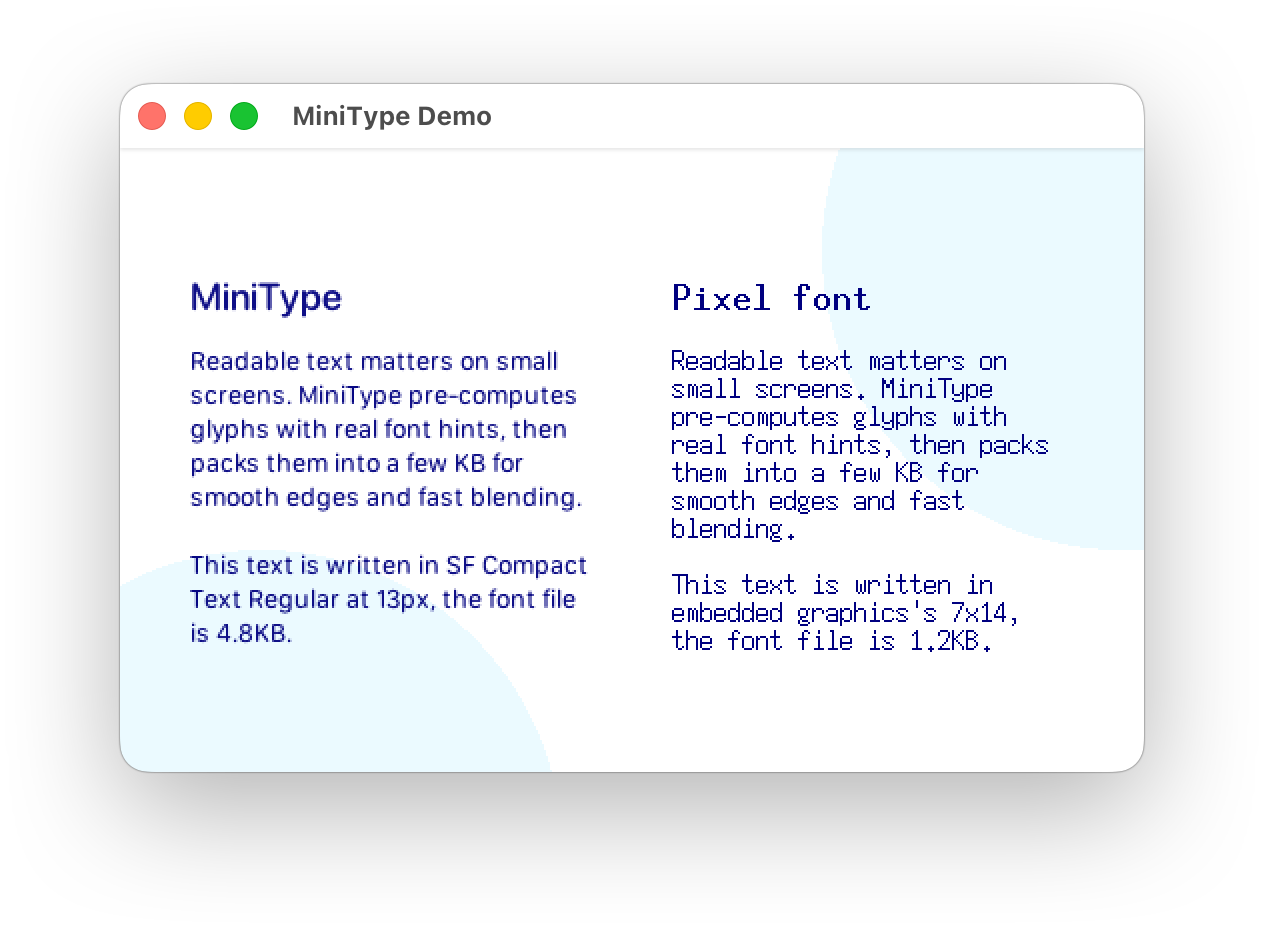 MiniType Demo
MiniType
Readable text matters on small
screens. MiniType pre-computes
glyphs with real font hints, then
packs them into a few KB for
smooth edges and fast blending.
This text is written in SF Compact
Text Regular at 13px, the font file
is 4.8KB.
Pixel font
Readable text matters on
small screens. MiniType
pre-computes glyphs with
real font hints, then packs
them into a few KB for
smooth edges and fast
blending.
This text is written in
embedded graphics's 7x14,
the font file is 1.2KB.